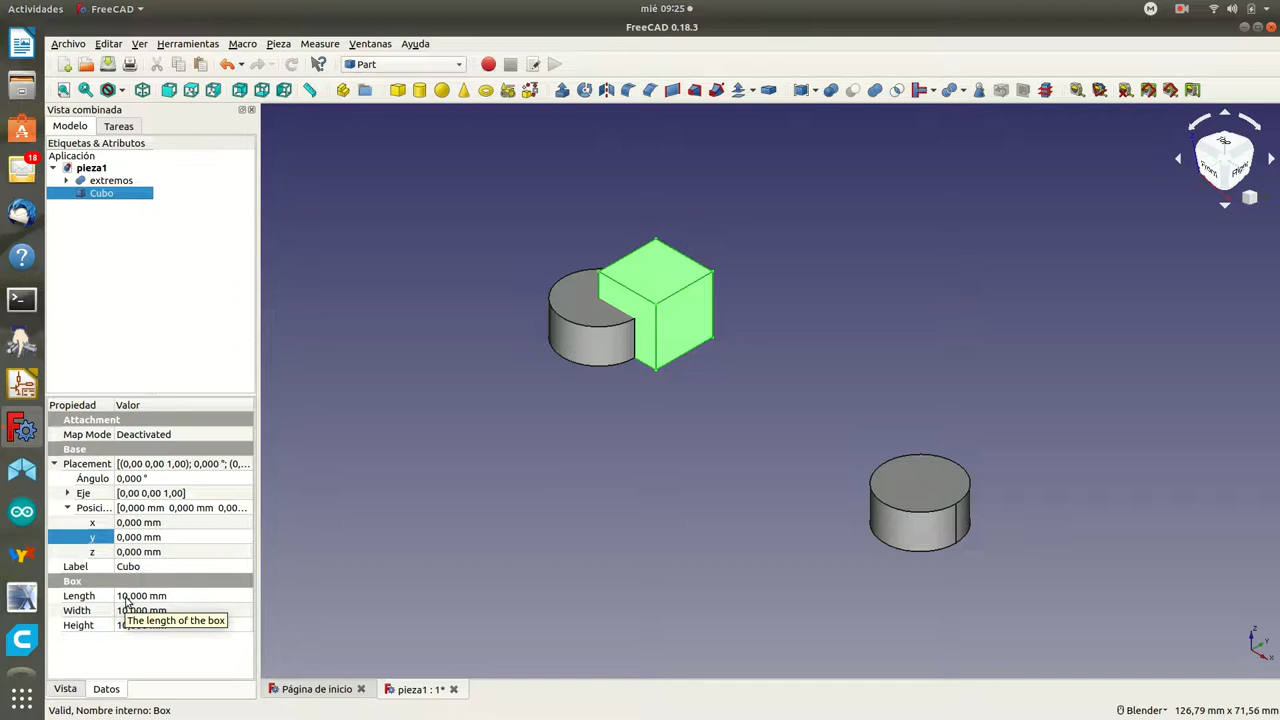 Actividades FreeCAD mié 09:25
FreeCAD 0.18.3
Archivo Editar Ver Herramientas Macro Pieza Measure Ventanas Ayuda
Part
Vista combinada
Modelo Tareas
Etiquetas & Atributos
Aplicación
pieza1
extremos
Cubo
18
Front Right
Propiedad Valor
Attachment
Map Mode Deactivated
Base
Placement [(0,00 0,00 1,00); 0,000 °; (0,...
Ángulo 0,000 °
Eje [0,00 0,00 1,00]
Posici... [0,000 mm 0,000 mm 0,00...
x 0,000 mm
y 0,000 mm
z 0,000 mm
Label Cubo
Box
Length 10,000 mm
Width 10,000 mm
The length of the box
Height
Z
Y
X
Vista Datos
Página de inicio pieza1 : 1*
Valid, Nombre interno: Box
Blender 126,79 mm x 71,56 mm